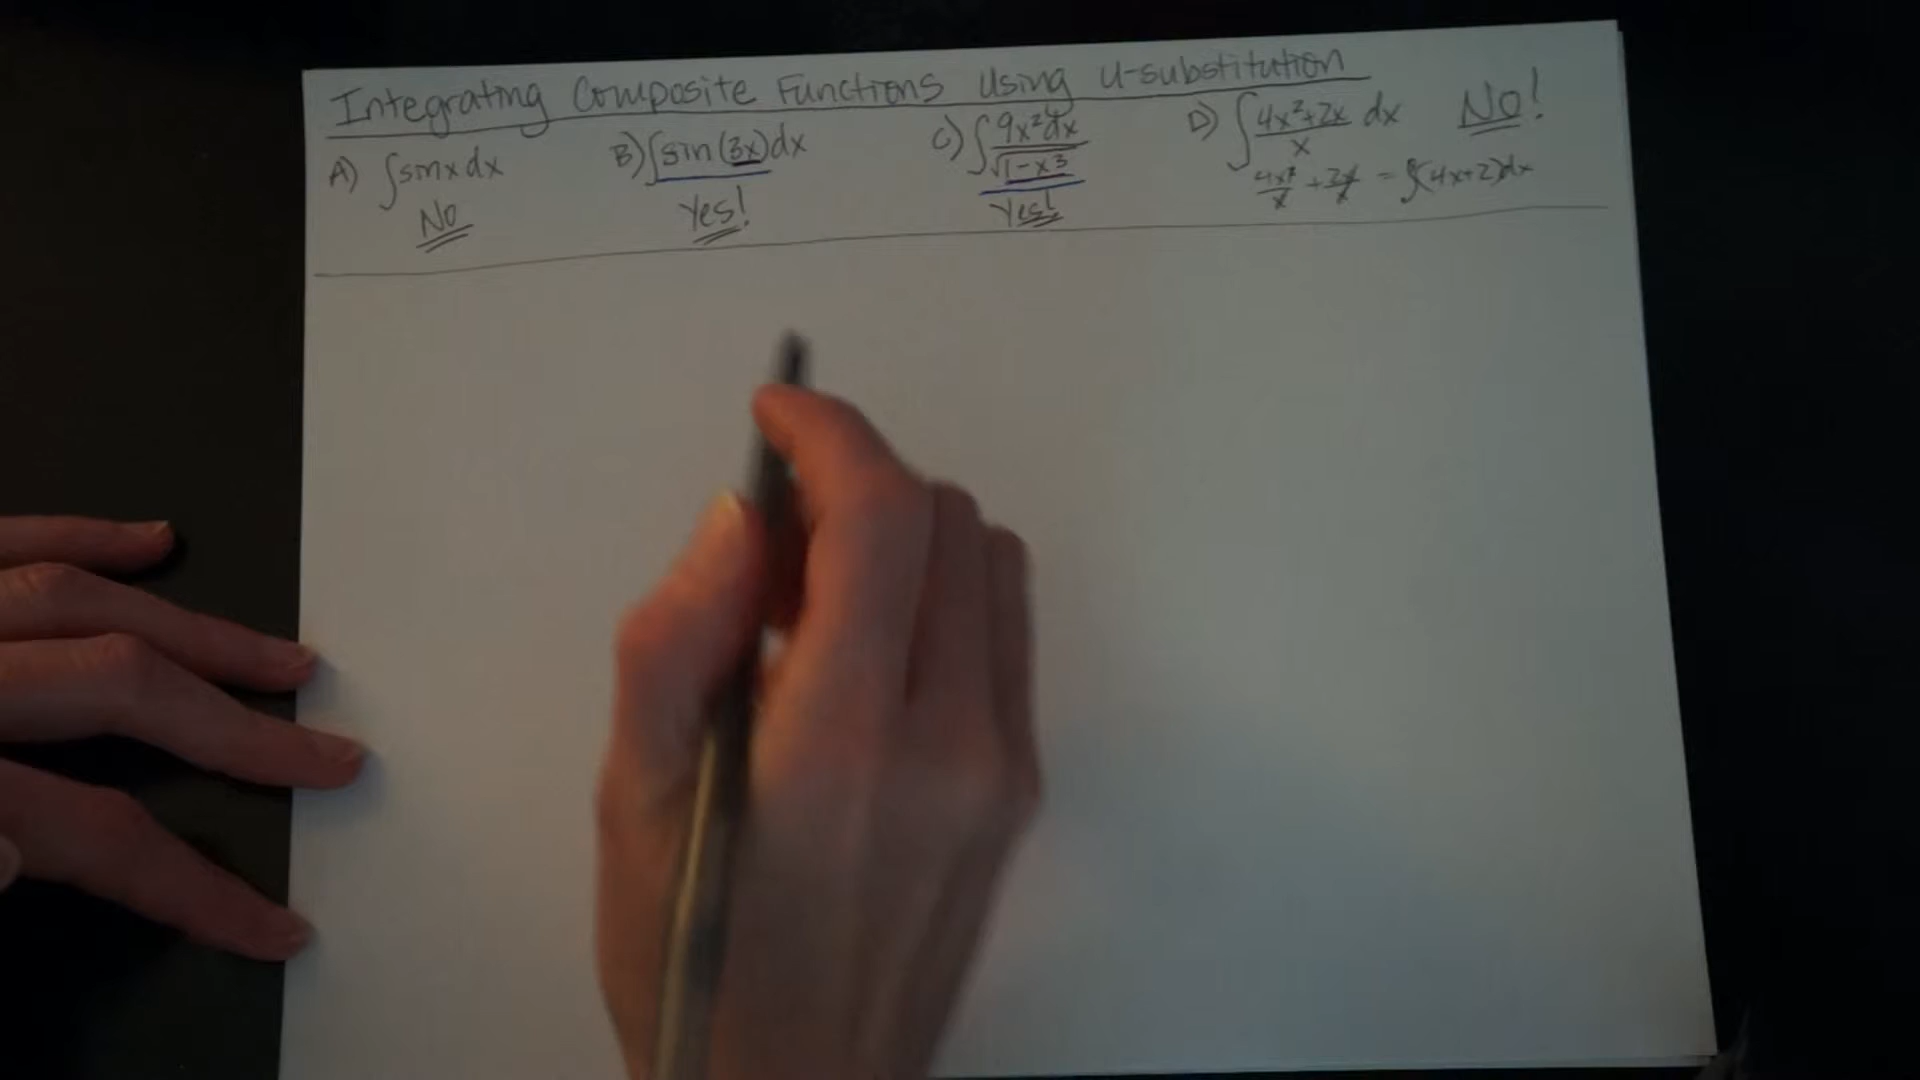 Integrating Composite Functions Using u-substitution
A) ∫sinx dx
No
B) ∫sin(3x)dx
Yes!
C) ∫ 9x²dx / √(1-x³)
Yes!
D) ∫ (4x²+2x)/x dx No!
4x²/x + 2x/x = ∫(4x+2)dx